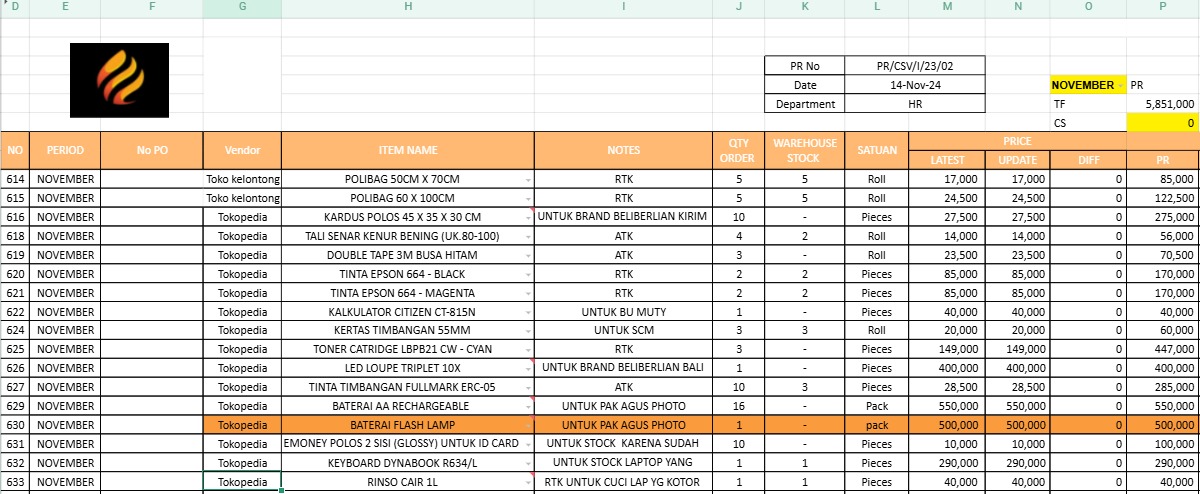 D E F G H I J K L M N O P
PR No PR/CSV/I/23/02
Date 14-Nov-24 NOVEMBER PR
Department HR TF 5,851,000
CS 0
NO PERIOD No PO Vendor ITEM NAME NOTES QTY ORDER WAREHOUSE STOCK SATUAN PRICE
LATEST UPDATE DIFF PR
614 NOVEMBER Toko kelontong POLIBAG 50CM X 70CM RTK 5 5 Roll 17,000 17,000 0 85,000
615 NOVEMBER Toko kelontong POLIBAG 60 X 100CM RTK 5 5 Roll 24,500 24,500 0 122,500
616 NOVEMBER Tokopedia KARDUS POLOS 45 X 35 X 30 CM UNTUK BRAND BELIBERLIAN KIRIM 10 - Pieces 27,500 27,500 0 275,000
618 NOVEMBER Tokopedia TALI SENAR KENUR BENING (UK.80-100) ATK 4 2 Roll 14,000 14,000 0 56,000
619 NOVEMBER Tokopedia DOUBLE TAPE 3M BUSA HITAM ATK 3 - Roll 23,500 23,500 0 70,500
620 NOVEMBER Tokopedia TINTA EPSON 664 - BLACK RTK 2 2 Pieces 85,000 85,000 0 170,000
621 NOVEMBER Tokopedia TINTA EPSON 664 - MAGENTA RTK 2 2 Pieces 85,000 85,000 0 170,000
622 NOVEMBER Tokopedia KALKULATOR CITIZEN CT-815N UNTUK BU MUTY 1 - Pieces 40,000 40,000 0 40,000
624 NOVEMBER Tokopedia KERTAS TIMBANGAN 55MM UNTUK SCM 3 3 Roll 20,000 20,000 0 60,000
625 NOVEMBER Tokopedia TONER CATRIDGE LBPB21 CW - CYAN RTK 3 - Pieces 149,000 149,000 0 447,000
626 NOVEMBER Tokopedia LED LOUPE TRIPLET 10X UNTUK BRAND BELIBERLIAN BALI 1 - Pieces 400,000 400,000 0 400,000
627 NOVEMBER Tokopedia TINTA TIMBANGAN FULLMARK ERC-05 ATK 10 3 Pieces 28,500 28,500 0 285,000
629 NOVEMBER Tokopedia BATERAI AA RECHARGEABLE UNTUK PAK AGUS PHOTO 16 - Pack 550,000 550,000 0 550,000
630 NOVEMBER Tokopedia BATERAI FLASH LAMP UNTUK PAK AGUS PHOTO 1 - pack 500,000 500,000 0 500,000
631 NOVEMBER Tokopedia EMONEY POLOS 2 SISI (GLOSSY) UNTUK ID CARD UNTUK STOCK KARENA SUDAH 10 - Pieces 10,000 10,000 0 100,000
632 NOVEMBER Tokopedia KEYBOARD DYNABOOK R634/L UNTUK STOCK LAPTOP YANG 1 1 Pieces 290,000 290,000 0 290,000
633 NOVEMBER Tokopedia RINSO CAIR 1L RTK UNTUK CUCI LAP YG KOTOR 1 1 Pieces 40,000 40,000 0 40,000